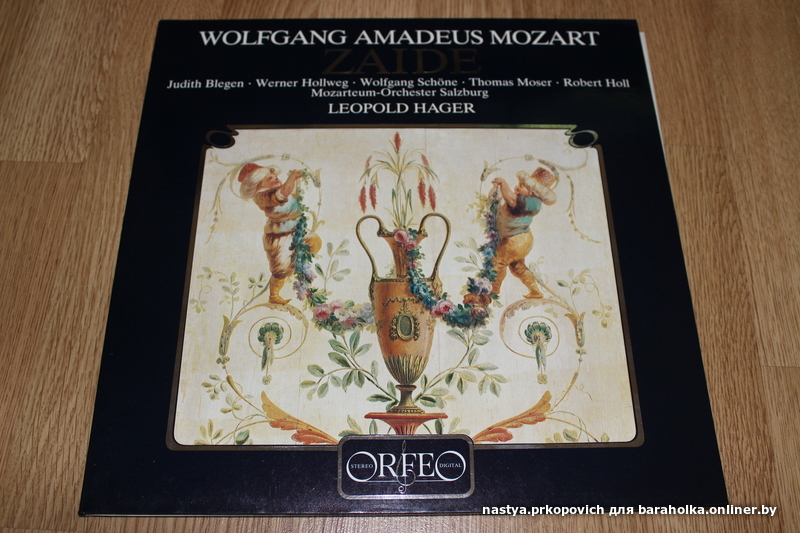 WOLFGANG AMADEUS MOZART
ZAIDE
Judith Blegen · Werner Hollweg · Wolfgang Schöne · Thomas Moser · Robert Holl
Mozarteum-Orchester Salzburg
LEOPOLD HAGER
STEREO ORFEO DIGITAL
nastya.prkopovich для baraholka.onliner.by